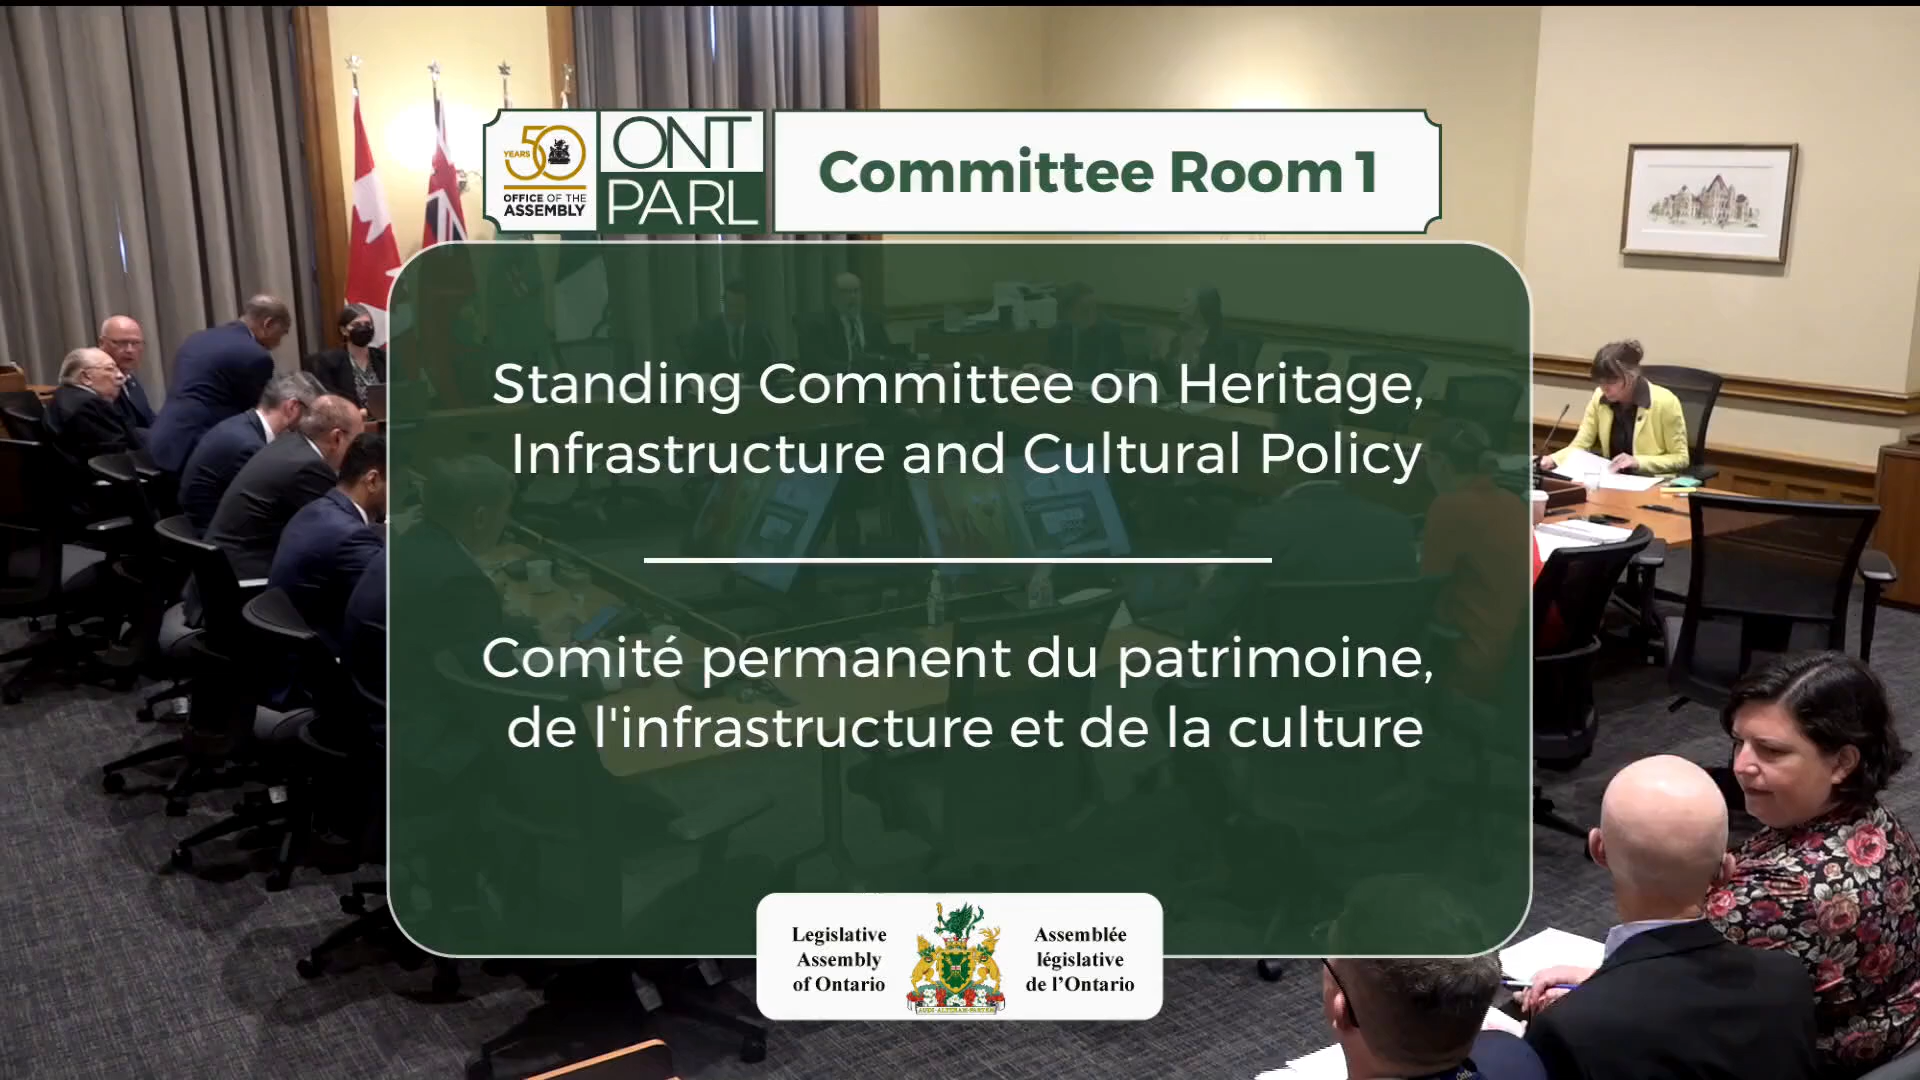 50
YEARS
OFFICE OF THE
ASSEMBLY
ONT
PARL
Committee Room 1
Standing Committee on Heritage,
Infrastructure and Cultural Policy
Comité permanent du patrimoine,
de l'infrastructure et de la culture
Legislative
Assembly
of Ontario
Assemblée
législative
de l'Ontario